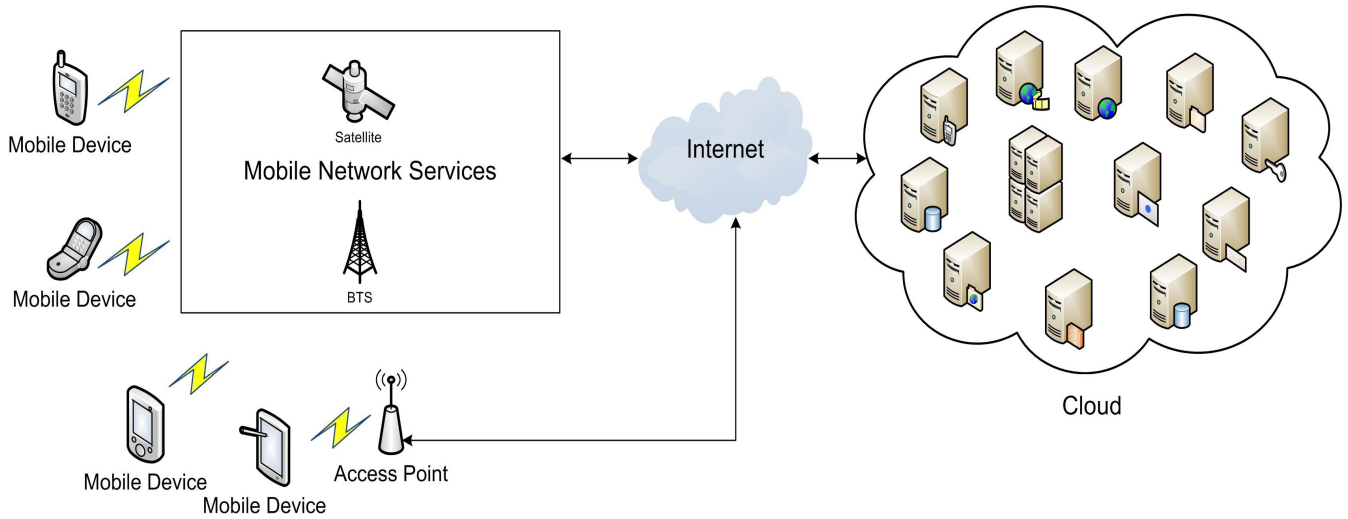 Mobile Device
Satellite
Mobile Network Services
BTS
Mobile Device
Internet
Cloud
Access Point
Mobile Device
Mobile Device